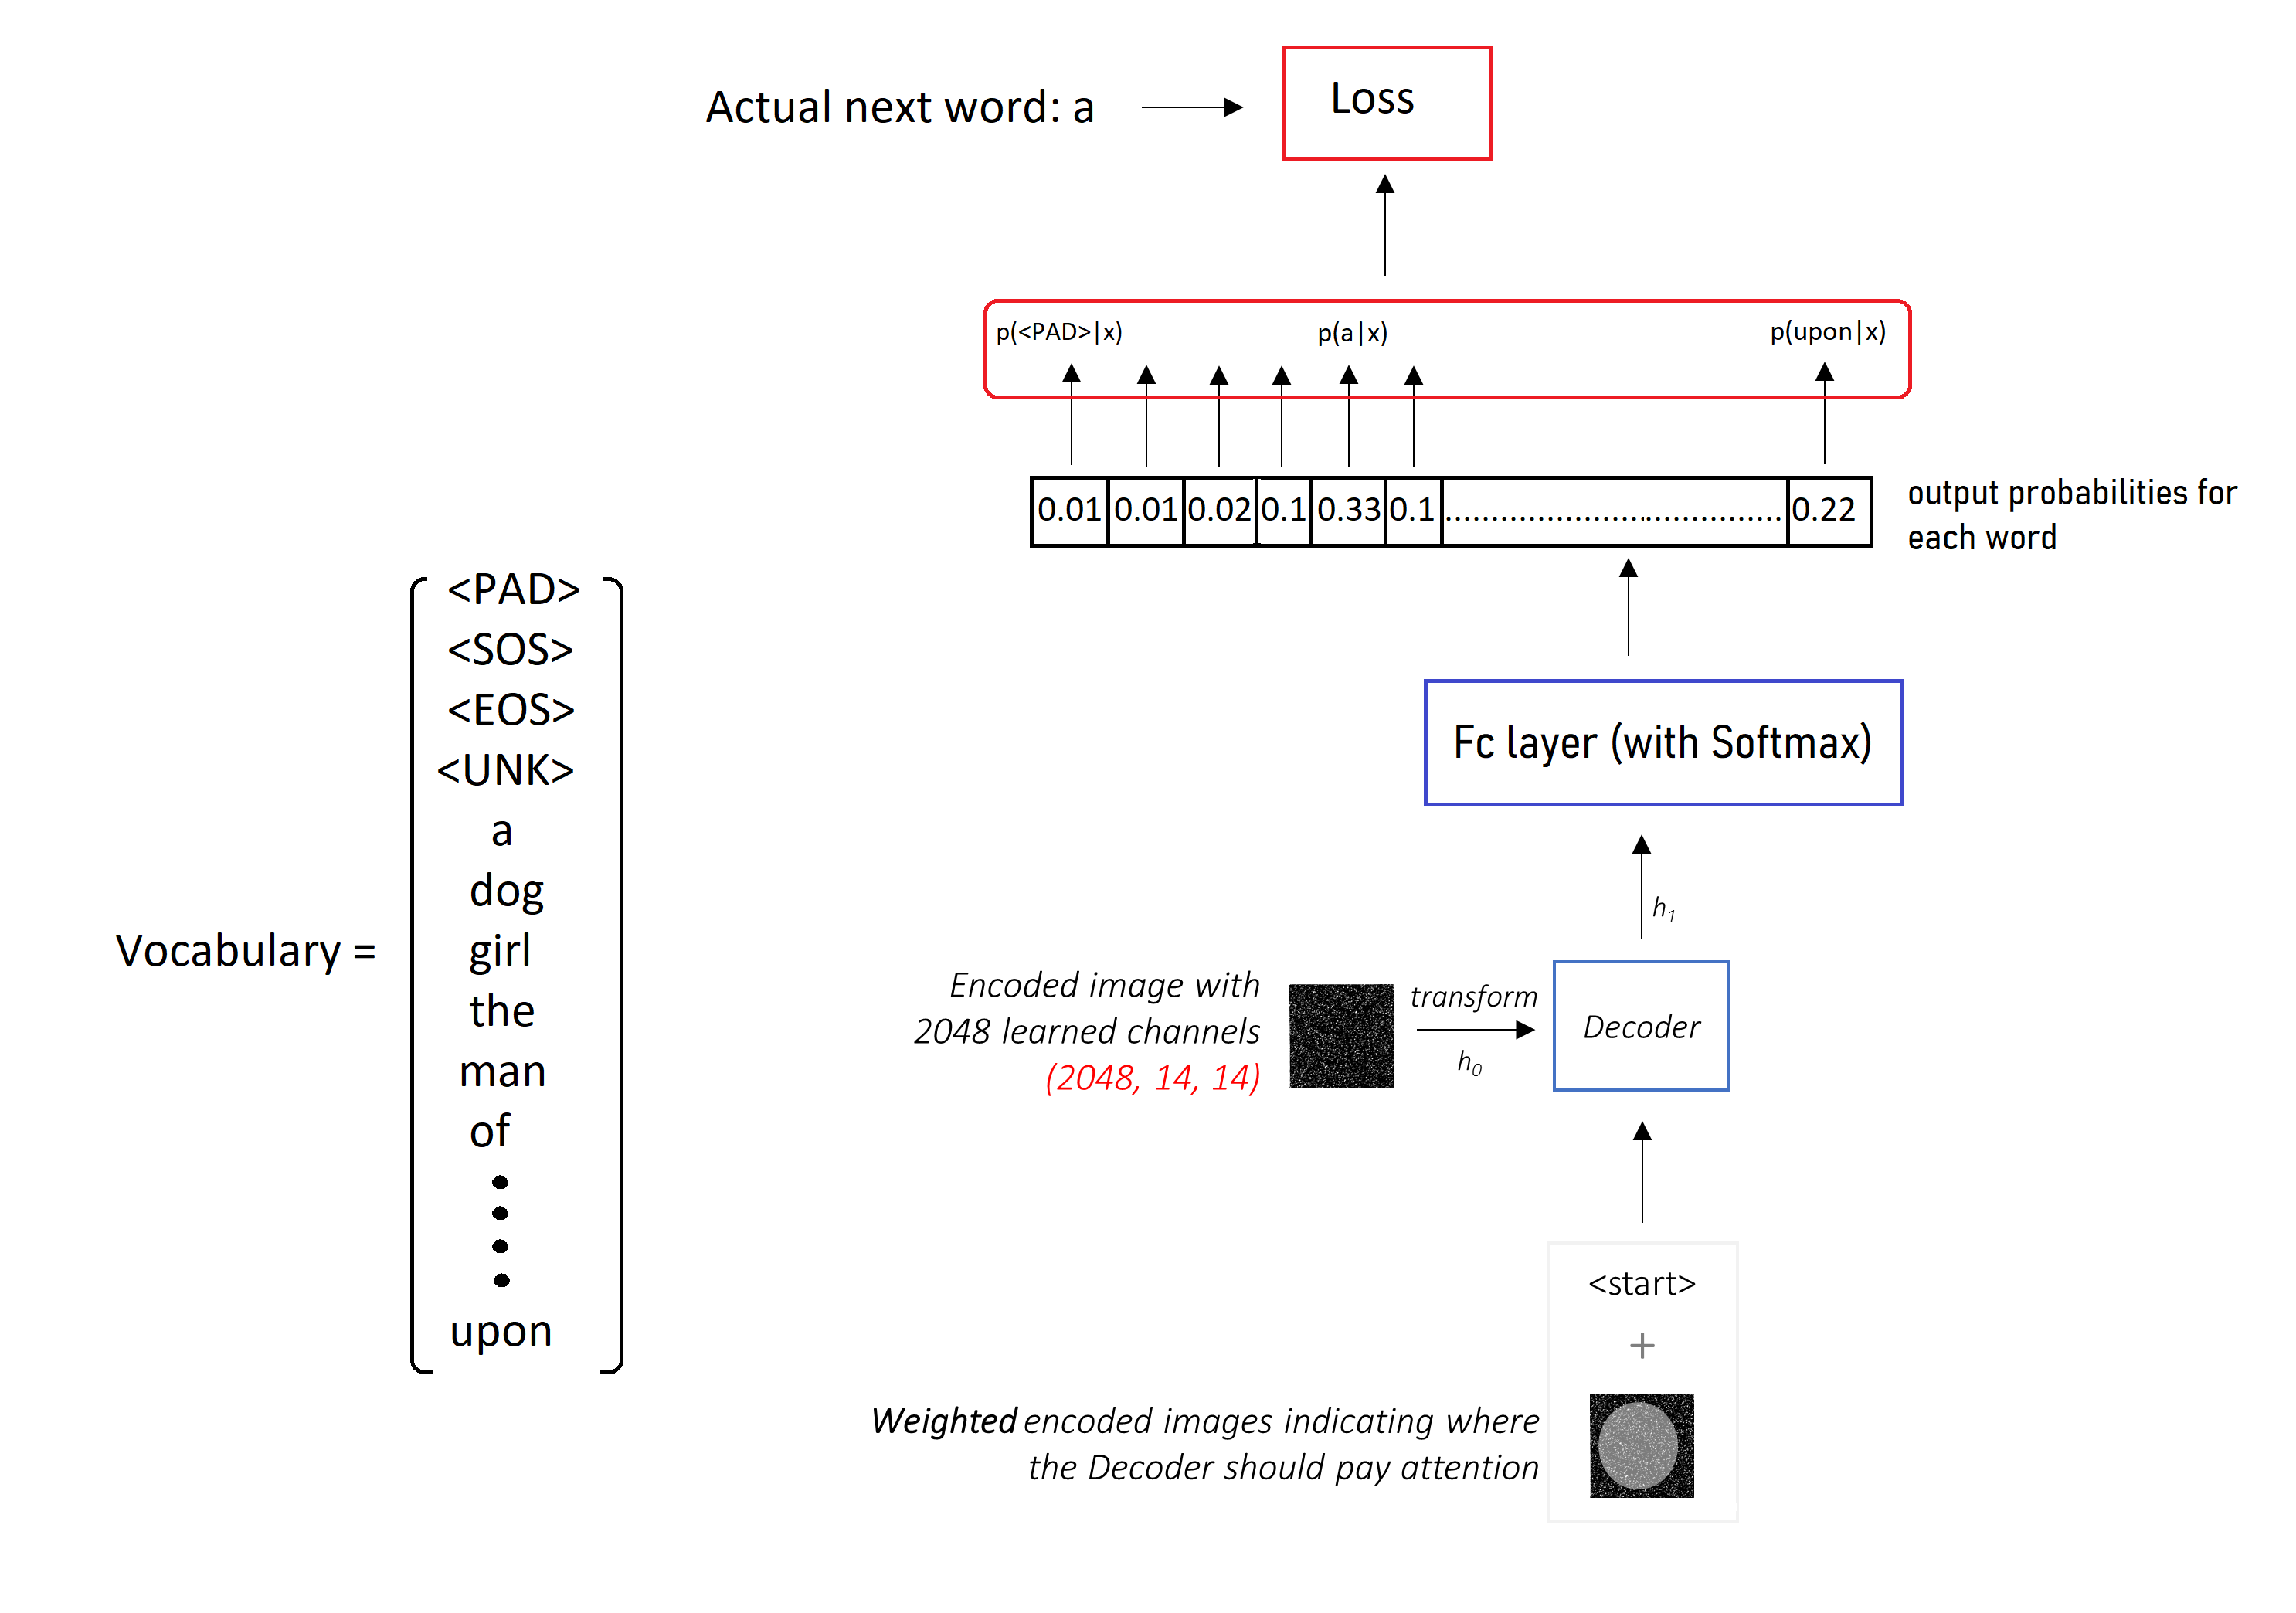 Actual next word: a
Loss
p(<PAD>|x)
p(a|x)
p(upon|x)
0.01 0.01 0.02 0.1 0.33 0.1 ..................................... 0.22
output probabilities for
each word
Fc layer (with Softmax)
h1
Vocabulary =
<PAD>
<SOS>
<EOS>
<UNK>
a
dog
girl
the
man
of
upon
Encoded image with
2048 learned channels
(2048, 14, 14)
transform
h0
Decoder
<start>
+
Weighted encoded images indicating where
the Decoder should pay attention